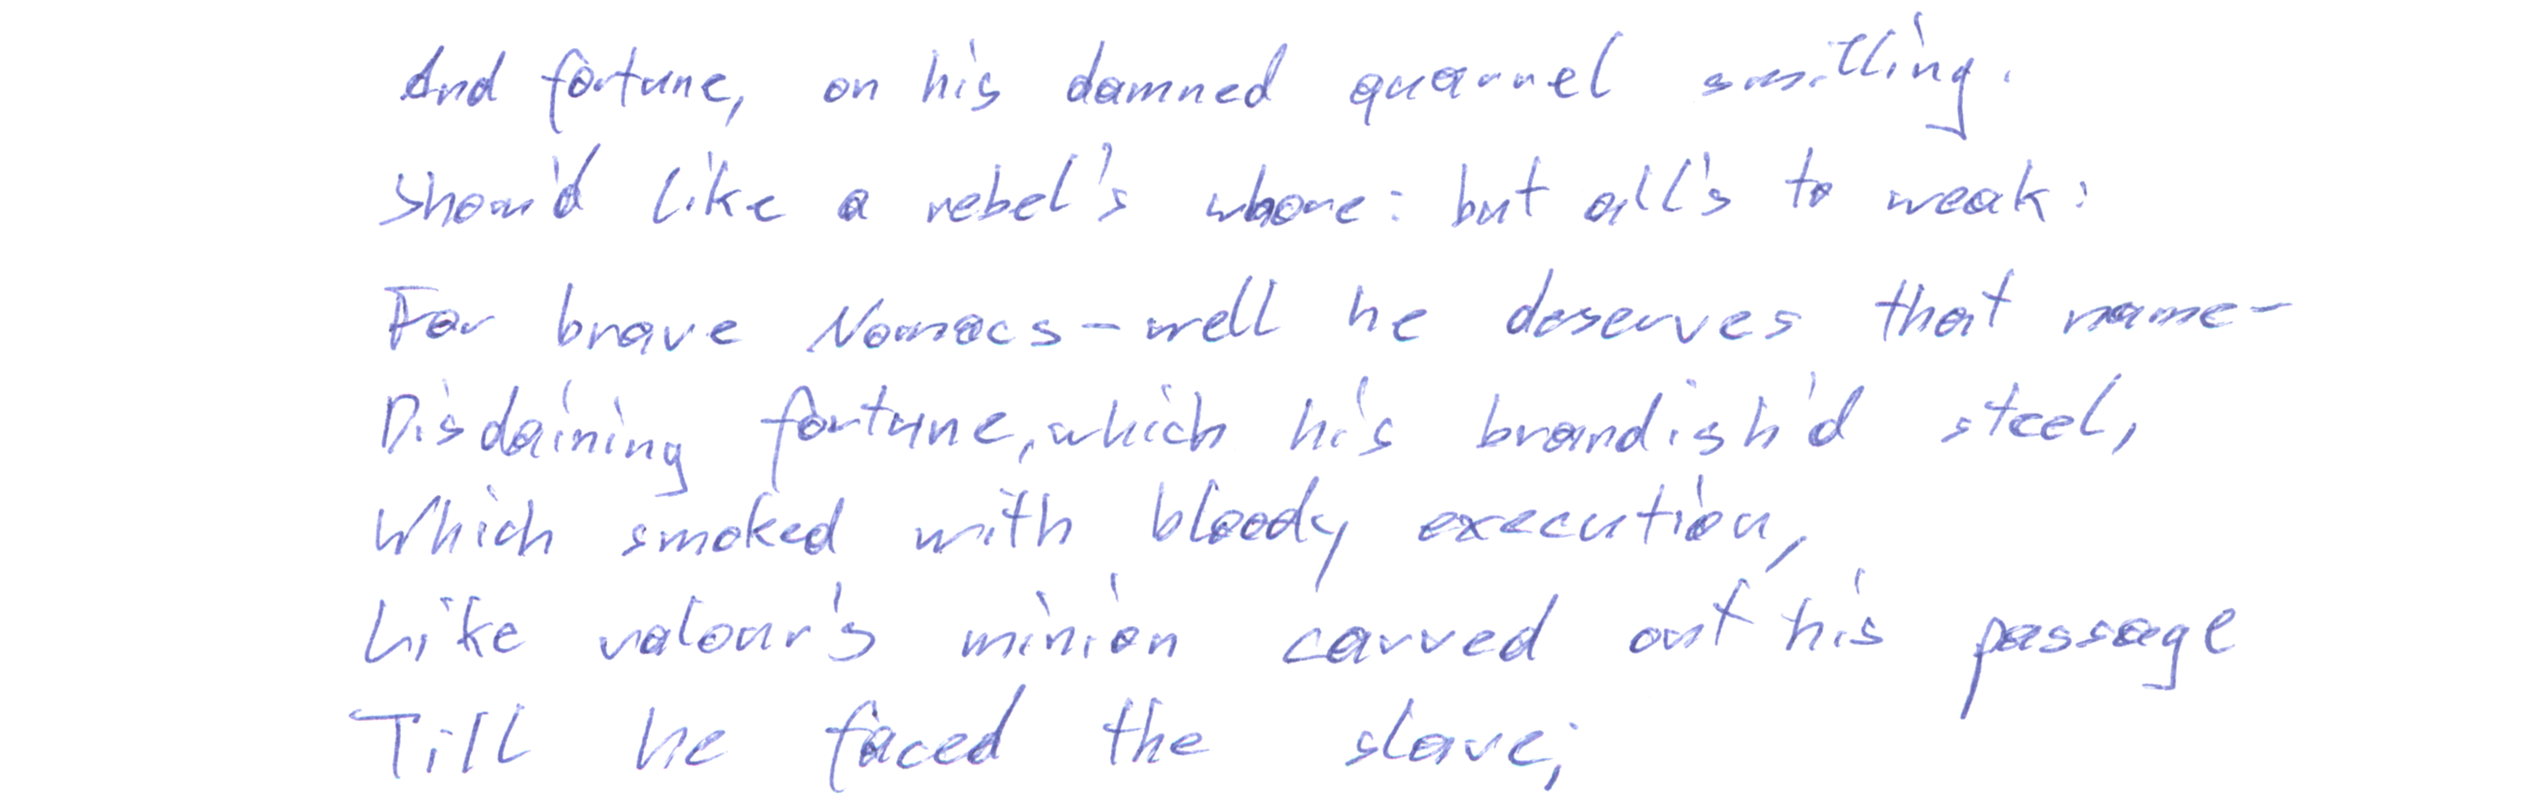 And fortune, on his damned quarrel smitling.
Show'd like a rebel's whore: but all's to weak:
For brave Nomacs-well he deserves that name-
Disdaining fortune, which his brandish'd steel,
Which smoked with bloody execution,
Like valour's minion carved out his passage
Till he faced the slave;